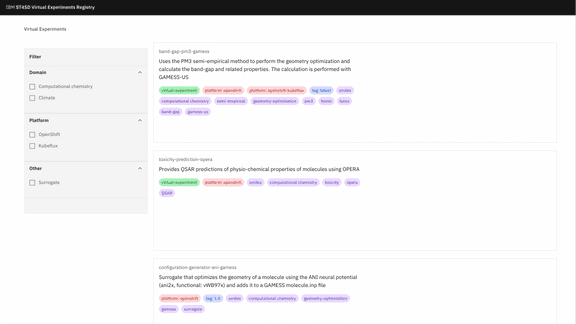 IBM ST4SD Virtual Experiments Registry
Virtual Experiments
Filter
Domain
Computational chemistry
Climate
Platform
OpenShift
Kubeflux
Other
Surrogate
band-gap-pm3-gamess
Uses the PM3 semi-empirical method to perform the geometry optimization and
calculate the band-gap and related properties. The calculation is performed with
GAMESS-US
virtual-experiment platform: openshift platform: openshift-kubeflux tag: latest smiles
computational chemistry semi-empirical geometry-optimisation pm3 homo lumo
band-gap gamess-us
toxicity-prediction-opera
Provides QSAR predictions of physio-chemical properties of molecules using OPERA
virtual-experiment platform: openshift smiles computational chemistry toxicity opera
QSAR
configuration-generator-ani-gamess
Surrogate that optimizes the geometry of a molecule using the ANI neural potential
(ani2x, functional: vWB97x) and adds it to a GAMESS molecule.inp file
platform: openshift tag: 1.0 smiles computational chemistry geometry-optimisation
gamess surrogate